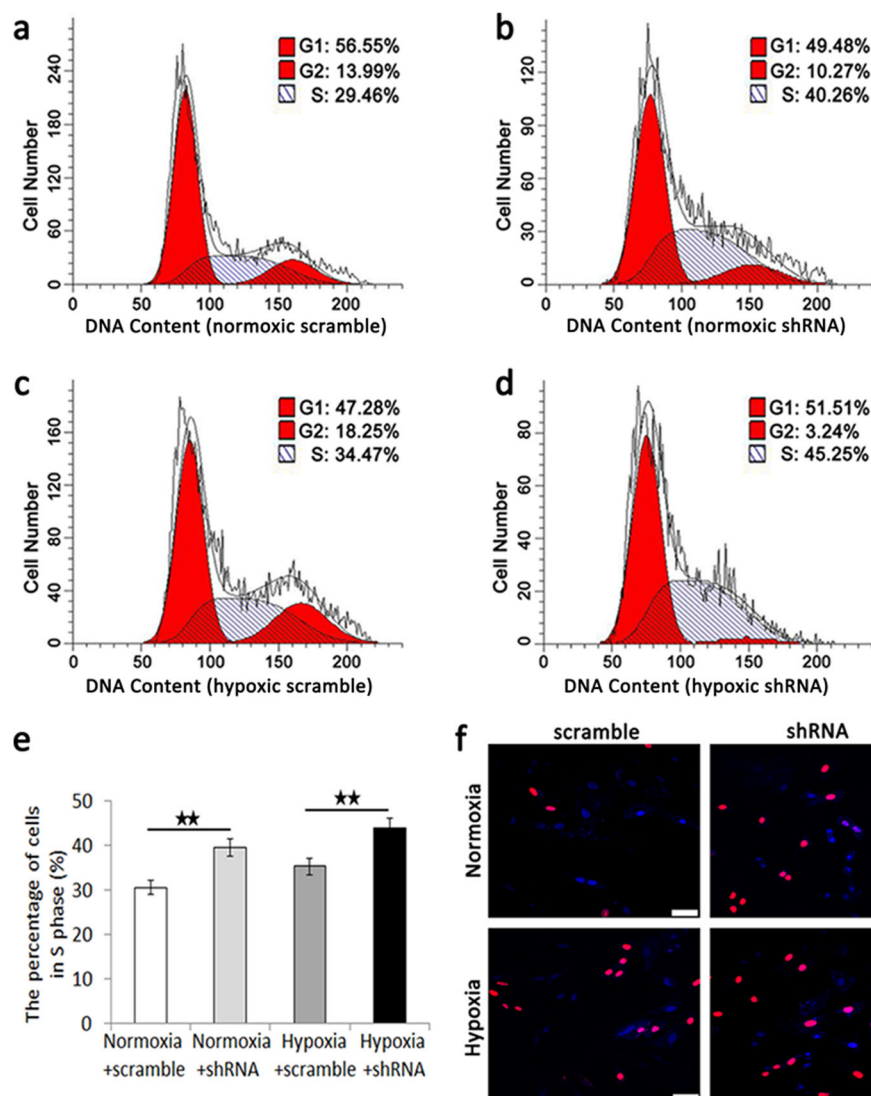 a
G1: 56.55%
G2: 13.99%
S: 29.46%
Cell Number
240
180
120
60
0
0 50 100 150 200
DNA Content (normoxic scramble)
b
G1: 49.48%
G2: 10.27%
S: 40.26%
Cell Number
120
90
60
30
0
0 50 100 150 200
DNA Content (normoxic shRNA)
c
G1: 47.28%
G2: 18.25%
S: 34.47%
Cell Number
160
120
80
40
0
0 50 100 150 200
DNA Content (hypoxic scramble)
d
G1: 51.51%
G2: 3.24%
S: 45.25%
Cell Number
80
60
40
20
0
0 50 100 150 200
DNA Content (hypoxic shRNA)
e
The percentage of cells
in S phase (%)
50
40
30
20
10
0
★★
★★
Normoxia Normoxia Hypoxia Hypoxia
+scramble +shRNA +scramble +shRNA
f
scramble shRNA
Normoxia
Hypoxia